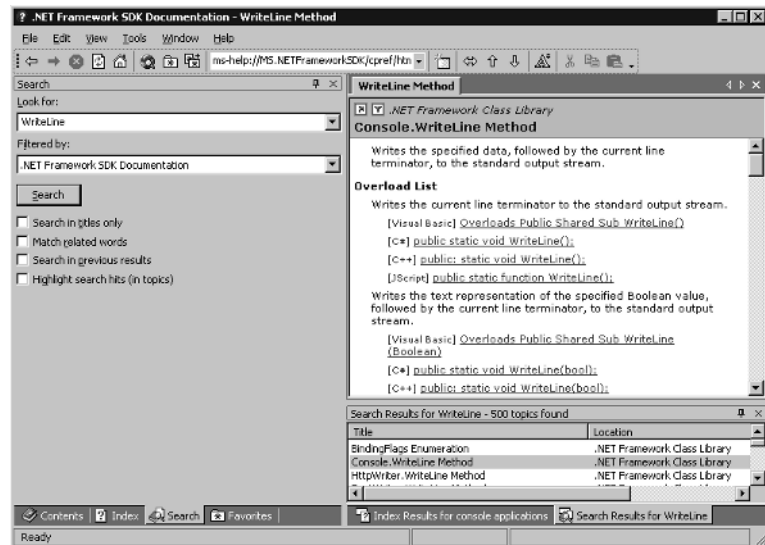 ? .NET Framework SDK Documentation - WriteLine Method
File Edit View Tools Window Help
ms-help://MS.NETFrameworkSDK/cpref/htm
Search
Look for:
WriteLine
Filtered by:
.NET Framework SDK Documentation
Search
Search in titles only
Match related words
Search in previous results
Highlight search hits (in topics)
Contents Index Search Favorites
WriteLine Method
.NET Framework Class Library
Console.WriteLine Method
Writes the specified data, followed by the current line
terminator, to the standard output stream.
Overload List
Writes the current line terminator to the standard output stream.
[Visual Basic] Overloads Public Shared Sub WriteLine()
[C#] public static void WriteLine();
[C++] public: static void WriteLine();
[JScript] public static function WriteLine();
Writes the text representation of the specified Boolean value,
followed by the current line terminator, to the standard output
stream.
[Visual Basic] Overloads Public Shared Sub WriteLine
(Boolean)
[C#] public static void WriteLine(bool);
[C++] public: static void WriteLine(bool);
Search Results for WriteLine - 500 topics found
Title Location
BindingFlags Enumeration .NET Framework Class Library
Console.WriteLine Method .NET Framework Class Library
HttpWriter.WriteLine Method .NET Framework Class Library
Index Results for console applications Search Results for WriteLine
Ready